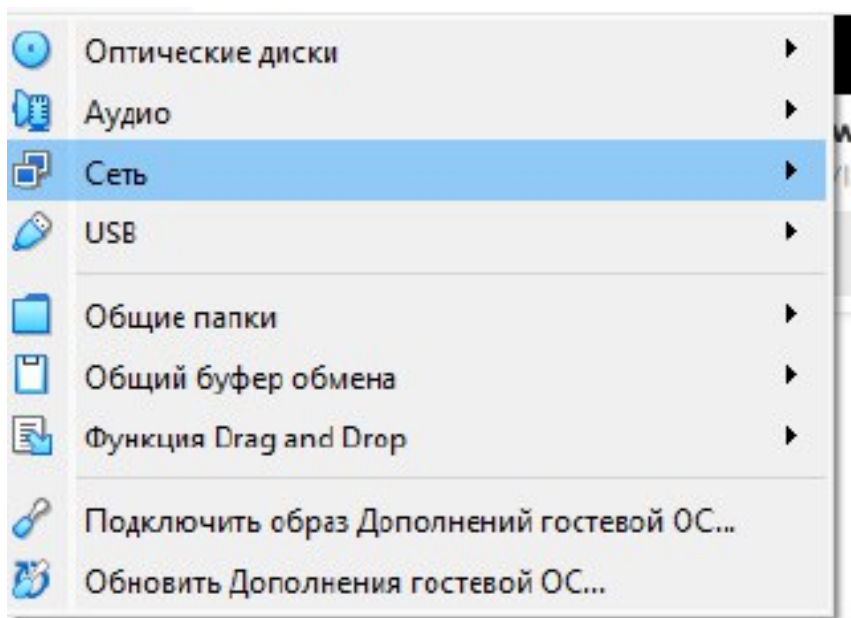 Оптические диски
Аудио
Сеть
USB
Общие папки
Общий буфер обмена
Функция Drag and Drop
Подключить образ Дополнений гостевой ОС...
Обновить Дополнения гостевой ОС...